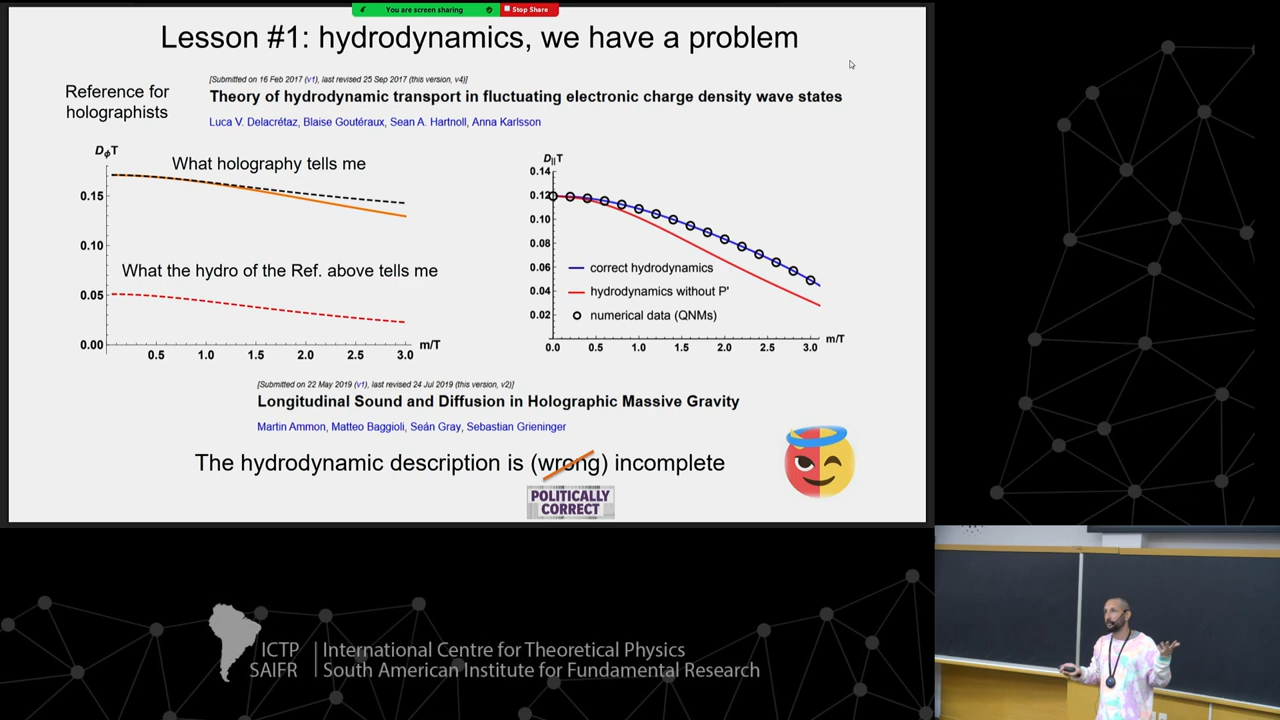 You are screen sharing
Stop Share
Lesson #1: hydrodynamics, we have a problem
Reference for
holographists
[Submitted on 16 Feb 2017 (v1), last revised 25 Sep 2017 (this version, v4)]
Theory of hydrodynamic transport in fluctuating electronic charge density wave states
Luca V. Delacrétaz, Blaise Goutéraux, Sean A. Hartnoll, Anna Karlsson
DϕT
What holography tells me
0.15
0.10
What the hydro of the Ref. above tells me
0.05
0.00
0.5 1.0 1.5 2.0 2.5 3.0
m/T
D||T
0.14
0.12
0.10
0.08
0.06
0.04
0.02
correct hydrodynamics
hydrodynamics without P'
numerical data (QNMs)
0.0 0.5 1.0 1.5 2.0 2.5 3.0
m/T
[Submitted on 22 May 2019 (v1), last revised 24 Jul 2019 (this version, v2)]
Longitudinal Sound and Diffusion in Holographic Massive Gravity
Martin Ammon, Matteo Baggioli, Seán Gray, Sebastian Grieninger
The hydrodynamic description is (wrong) incomplete
POLITICALLY
CORRECT
ICTP
SAIFR
International Centre for Theoretical Physics
South American Institute for Fundamental Research